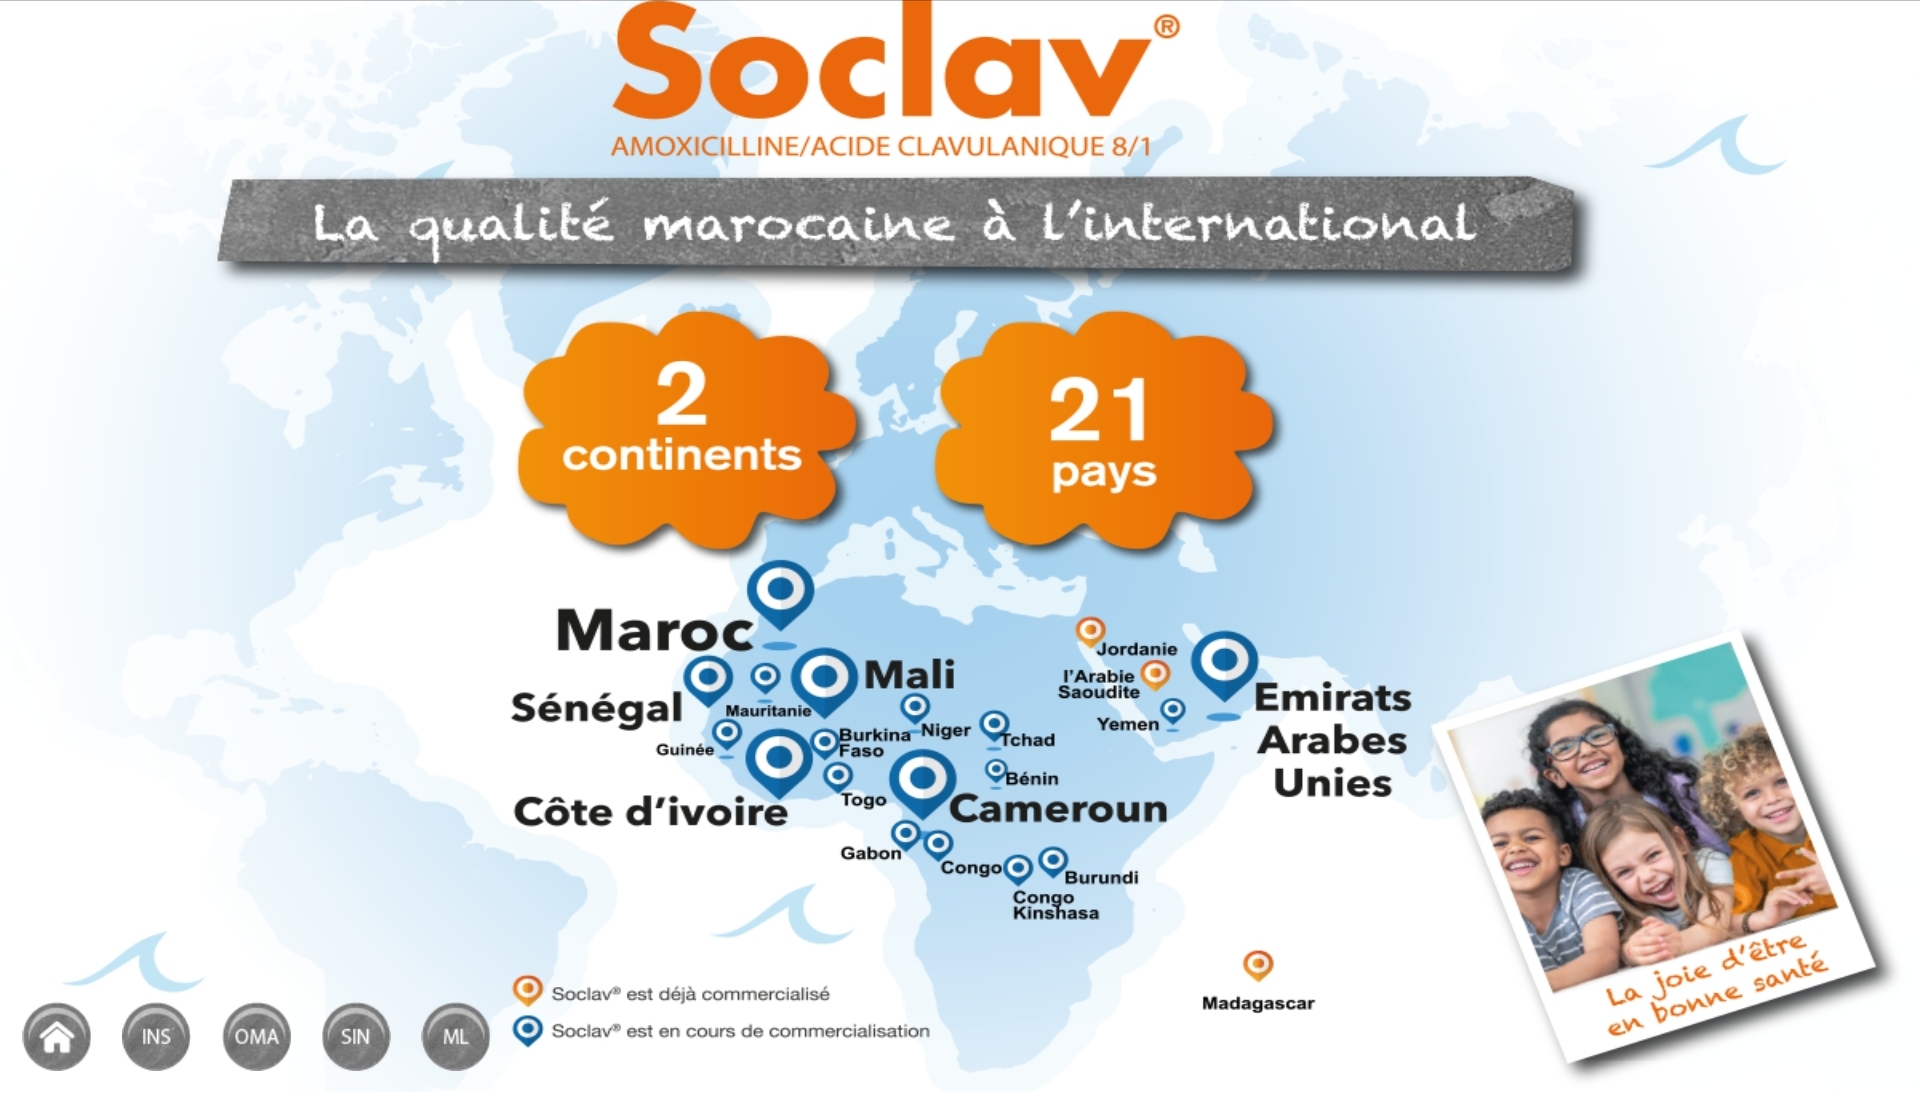 Soclav®
AMOXICILLINE/ACIDE CLAVULANIQUE 8/1
La qualité marocaine à l'international
2
continents
21
pays
Maroc
Sénégal
Mauritanie
Mali
Guinée
Burkina
Faso
Niger
Tchad
Bénin
Togo
Côte d'ivoire
Cameroun
Gabon
Congo
Congo
Kinshasa
Burundi
Jordanie
l'Arabie
Saoudite
Yemen
Emirats
Arabes
Unies
Madagascar
Soclav® est déjà commercialisé
Soclav® est en cours de commercialisation
INS
OMA
SIN
ML
La joie d'être
en bonne santé